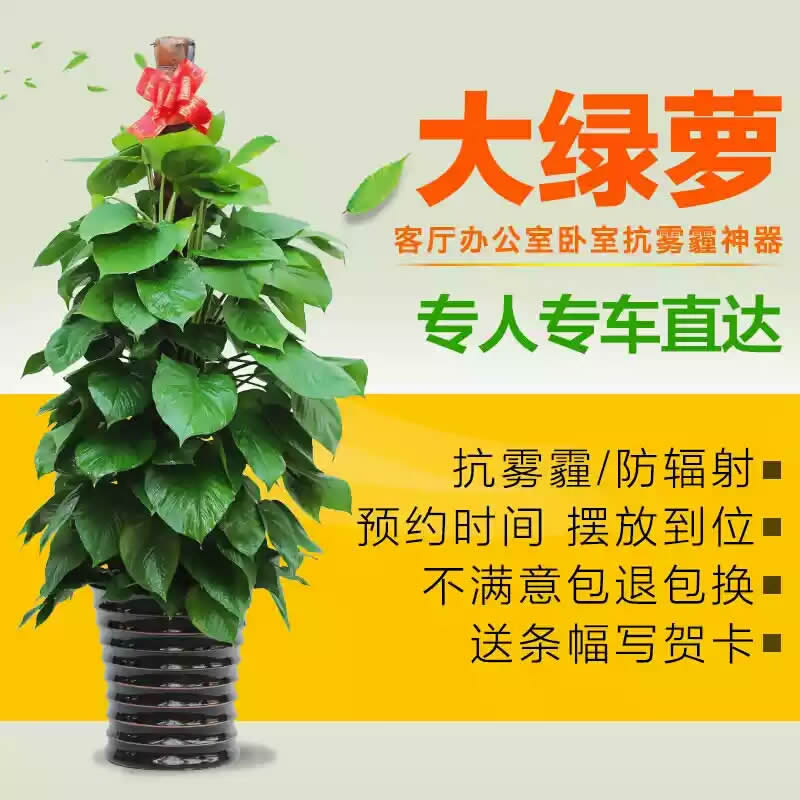 大绿萝
客厅办公室卧室抗雾霾神器
专人专车直达
抗雾霾/防辐射
预约时间 摆放到位
不满意包退包换
送条幅写贺卡